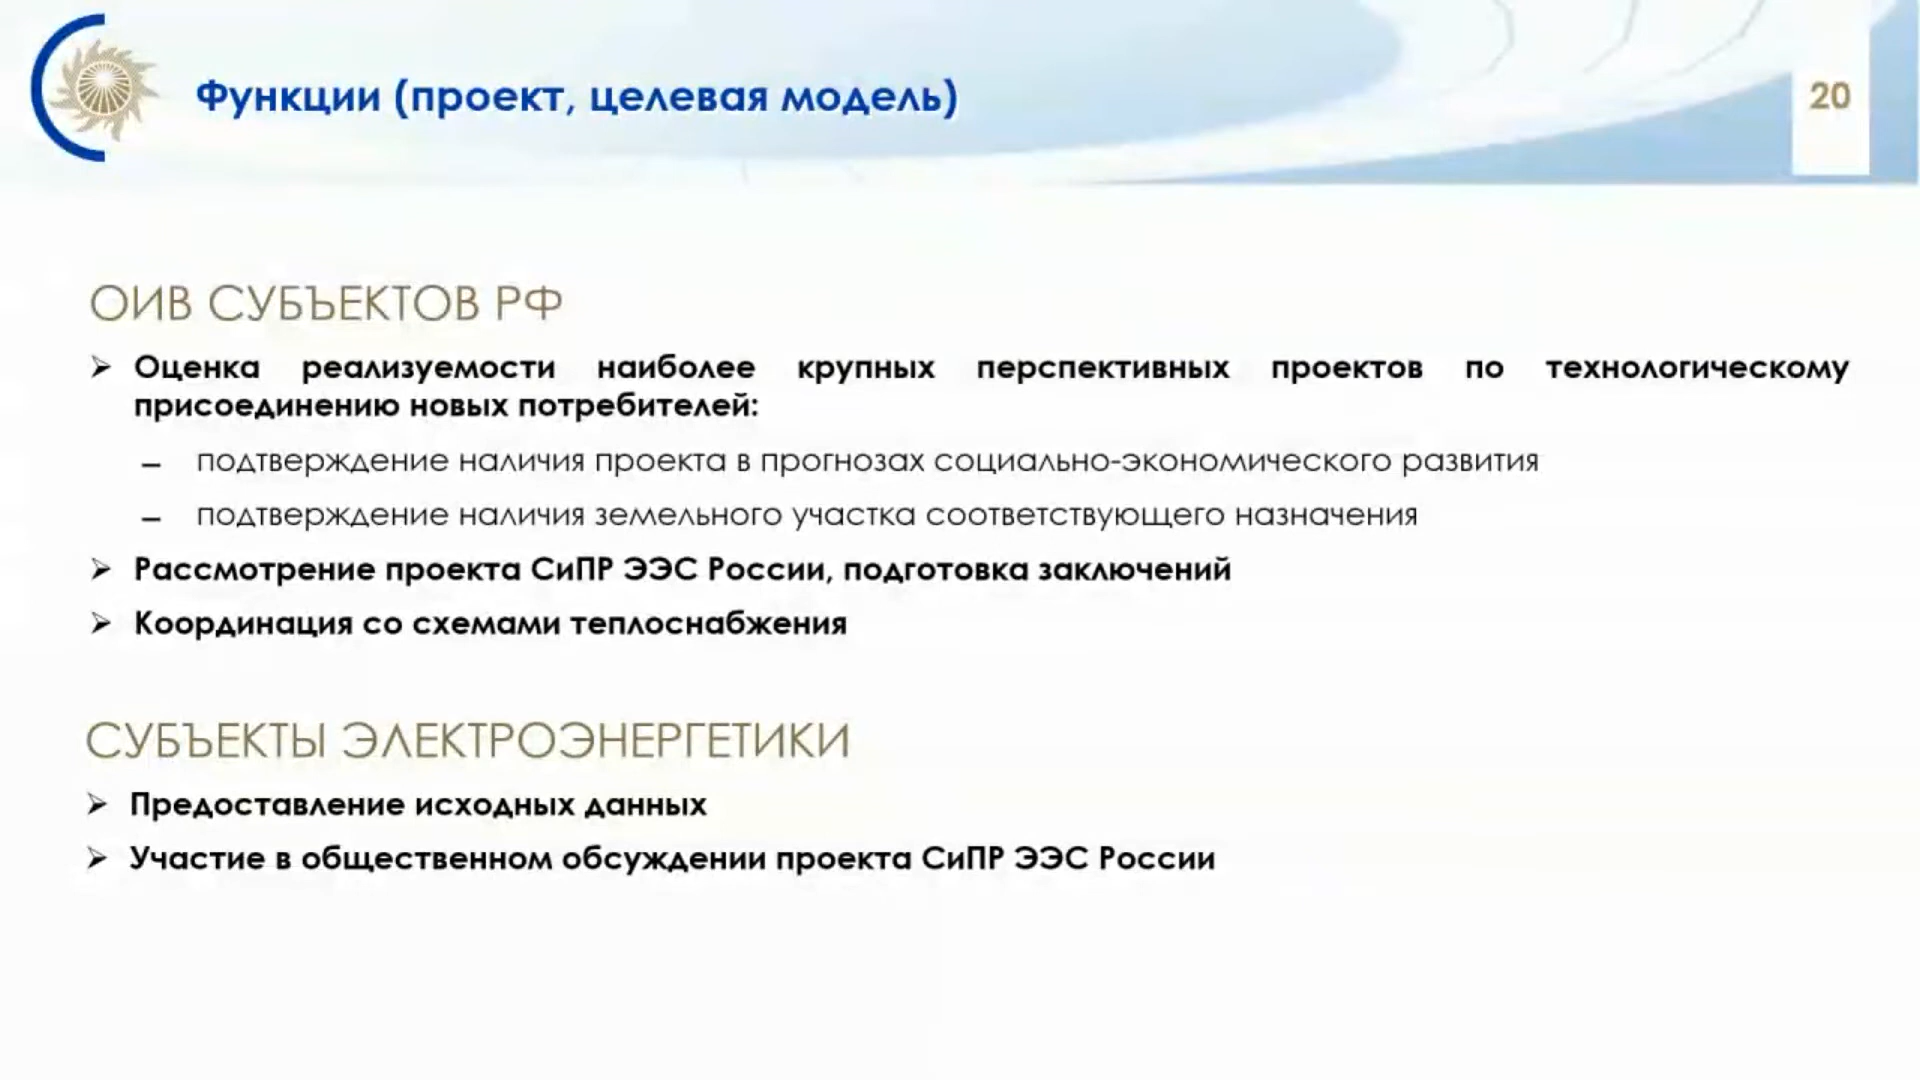 Функции (проект, целевая модель)
20
ОИВ СУБЪЕКТОВ РФ
➢ Оценка реализуемости наиболее крупных перспективных проектов по технологическому
присоединению новых потребителей:
– подтверждение наличия проекта в прогнозах социально-экономического развития
– подтверждение наличия земельного участка соответствующего назначения
➢ Рассмотрение проекта СиПР ЭЭС России, подготовка заключений
➢ Координация со схемами теплоснабжения
СУБЪЕКТЫ ЭЛЕКТРОЭНЕРГЕТИКИ
➢ Предоставление исходных данных
➢ Участие в общественном обсуждении проекта СиПР ЭЭС России